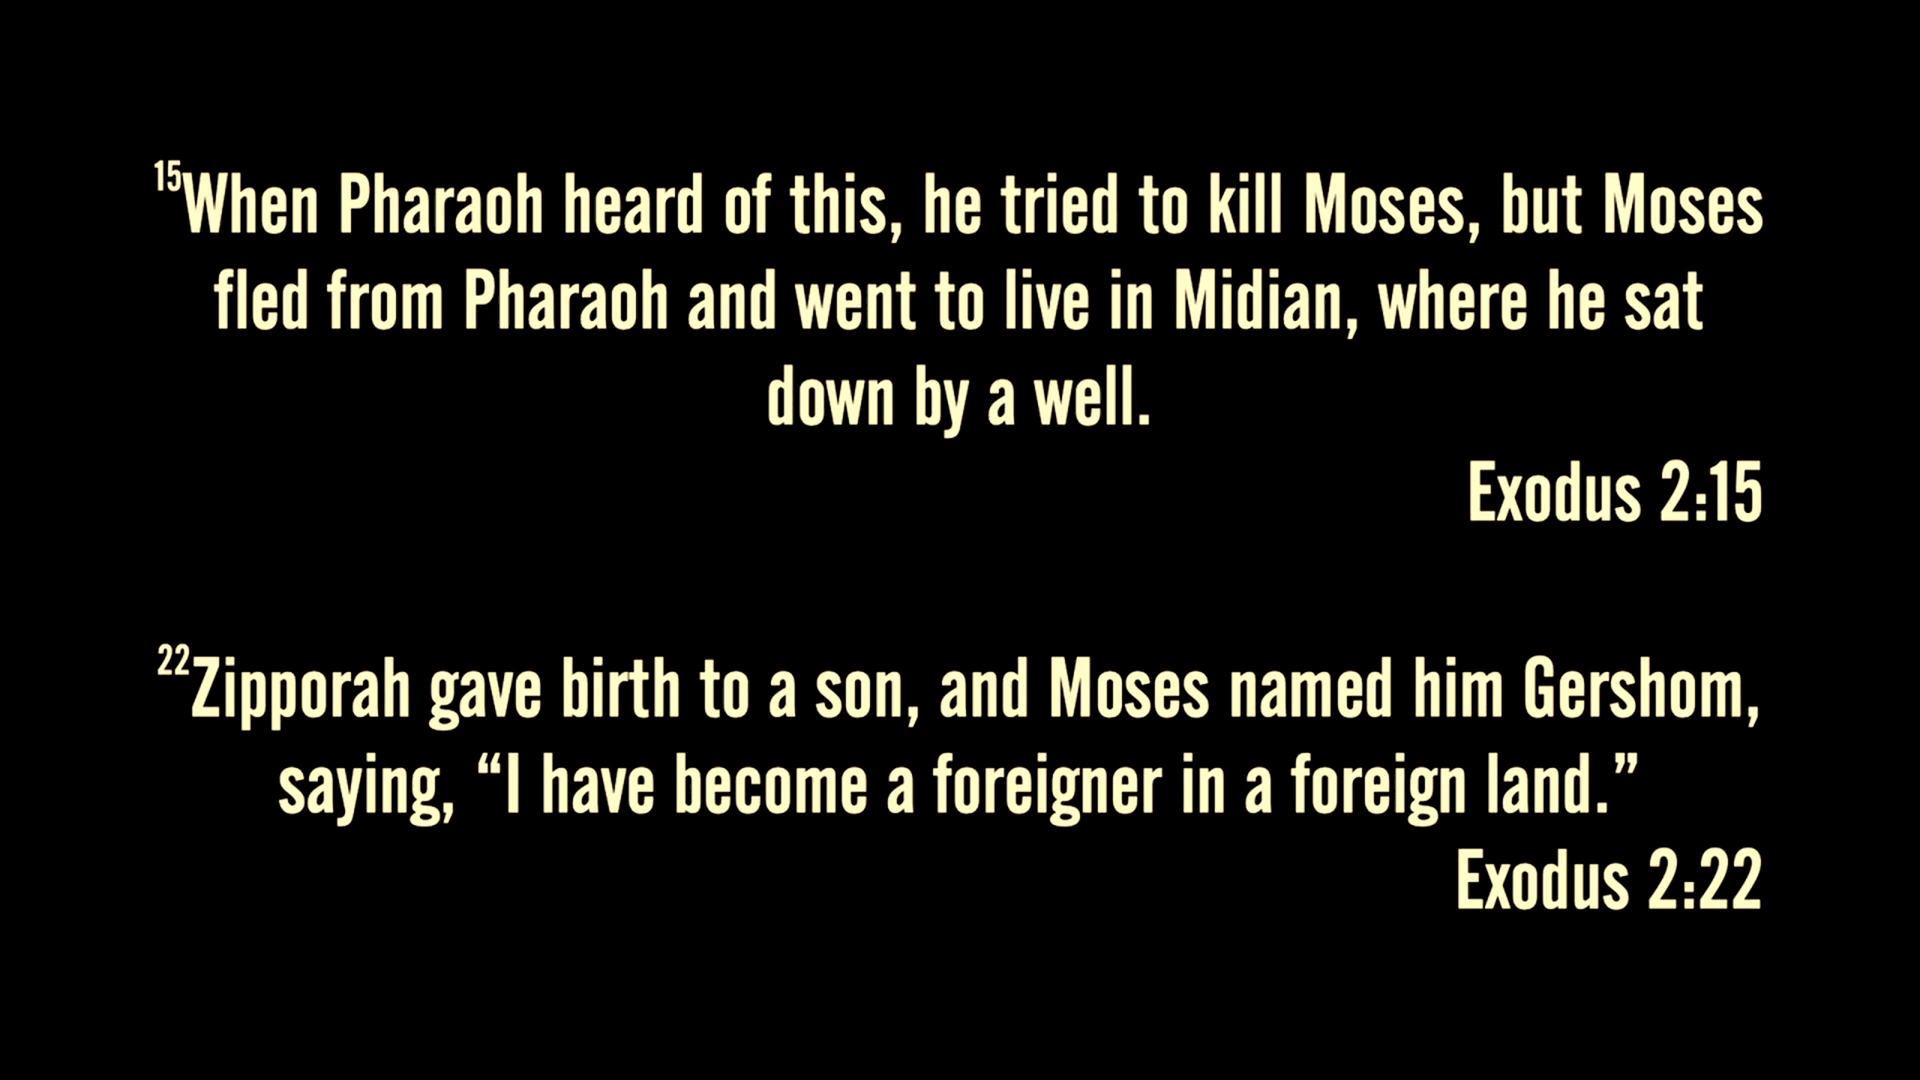 15When Pharaoh heard of this, he tried to kill Moses, but Moses
fled from Pharaoh and went to live in Midian, where he sat
down by a well.
Exodus 2:15
22Zipporah gave birth to a son, and Moses named him Gershom,
saying, “I have become a foreigner in a foreign land.”
Exodus 2:22